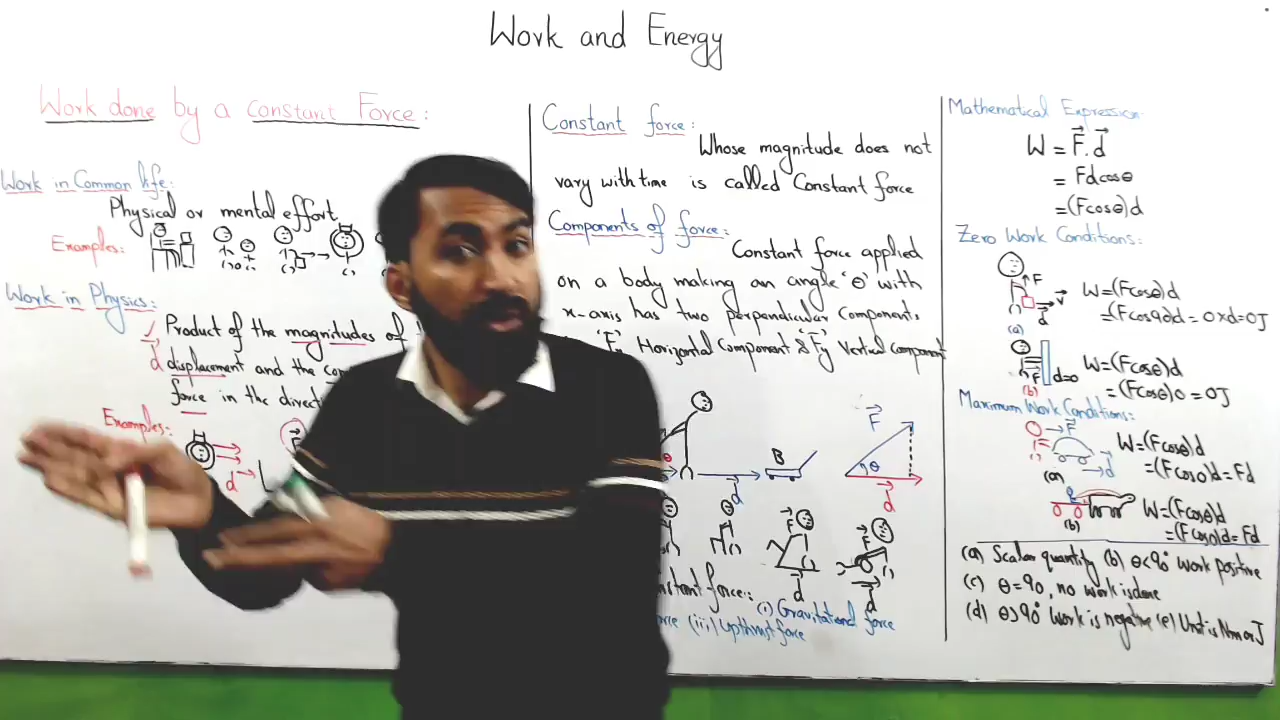 Work and Energy
Work done by a Constant Force:
Work in Common life:
Physical or mental effort
Examples:
Work in Physics:
Product of the magnitudes of
displacement and the
force in the
Examples:
d
Constant force:
Whose magnitude does not
vary with time is called Constant force
Components of force:
Constant force applied
on a body making an angle 'θ' with
x-axis has two perpendicular components
Horizontal Component & Fy Vertical component
B
F
θ
d
d
F
F
d
d
force:
(i) Gravitational force
(iii) Upthrust force
Mathematical Expression
W = F.d
= Fdcosθ
= (Fcosθ)d
Zero Work Conditions:
F
V
d
(a)
W=(Fcosθ)d
=(Fcos90)d = 0xd=0J
F
d=0
(b)
W=(Fcosθ)d
=(Fcosθ)0 = 0J
Maximum Work Conditions:
F
d
(a)
W=(Fcosθ)d
=(Fcos0)d=Fd
(b)
W=(Fcosθ)d
=(Fcos0)d=Fd
(a) Scalar quantity (b) θ<90° work positive
(c) θ=90, no work is done
(d) θ>90° Work is negative (e) Unit is Nm or J